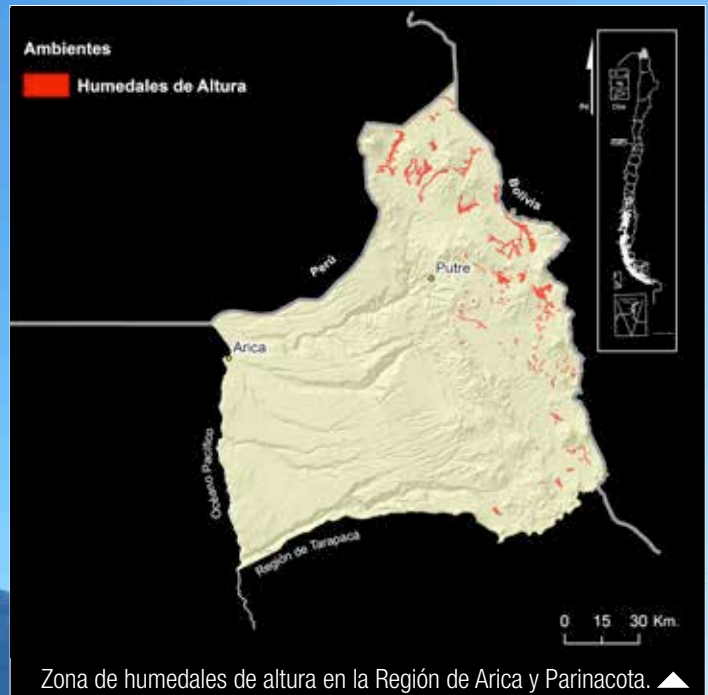 Ambientes
Humedales de Altura
Bolivia
Perú
Putre
Arica
Océano Pacífico
Región de Tarapacá
0 15 30 Km.
Zona de humedales de altura en la Región de Arica y Parinacota.